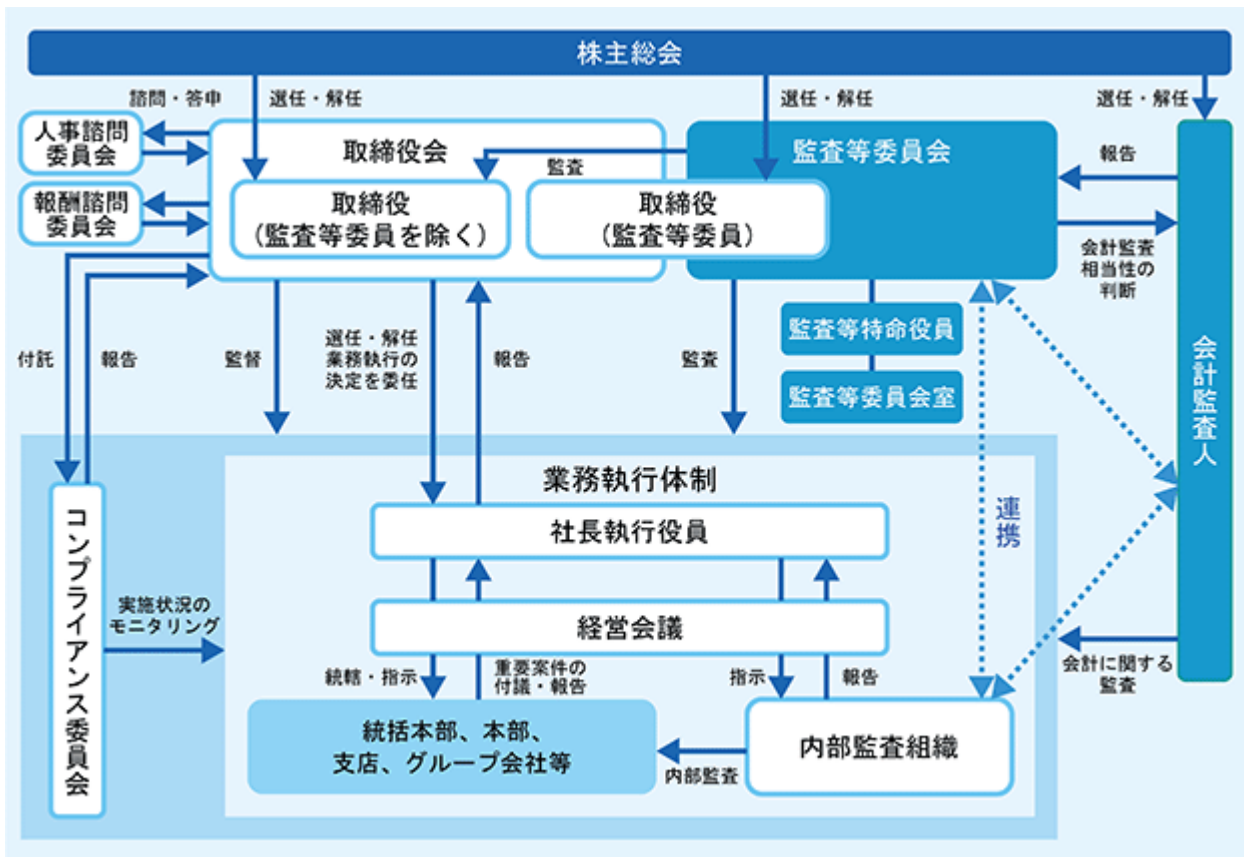 株主総会
諮問・答申
選任・解任
選任・解任
選任・解任
人事諮問
委員会
取締役会
監査
監査等委員会
報告
報酬諮問
委員会
取締役
（監査等委員を除く）
取締役
（監査等委員）
会計監査
相当性の
判断
付託
報告
監督
選任・解任
業務執行の
決定を委任
報告
監査
監査等特命役員
監査等委員会室
会計監査人
業務執行体制
連携
社長執行役員
コンプライアンス委員会
実施状況の
モニタリング
経営会議
統轄・指示
重要案件の
付議・報告
指示
報告
会計に関する
監査
統括本部、本部、
支店、グループ会社等
内部監査
内部監査組織